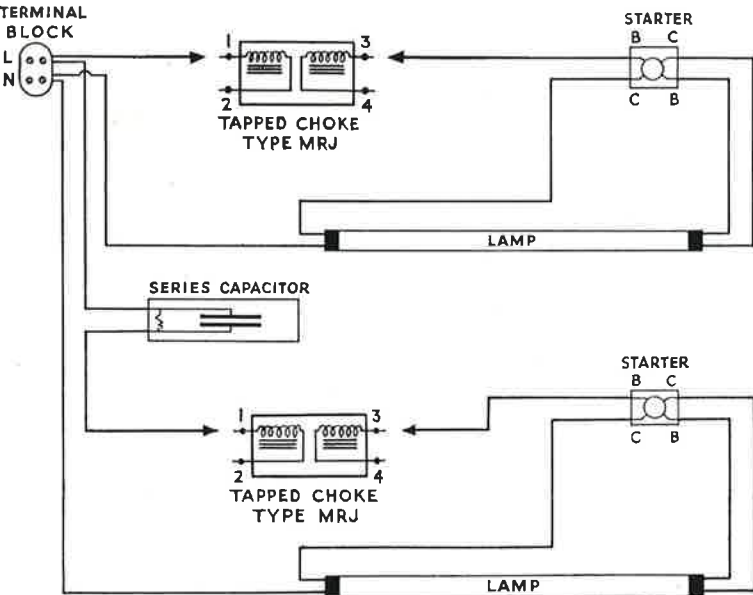 TERMINAL
BLOCK
L
N
1
3
2
4
TAPPED CHOKE
TYPE MRJ
STARTER
B C
C B
LAMP
SERIES CAPACITOR
1
3
2
4
TAPPED CHOKE
TYPE MRJ
STARTER
B C
C B
LAMP